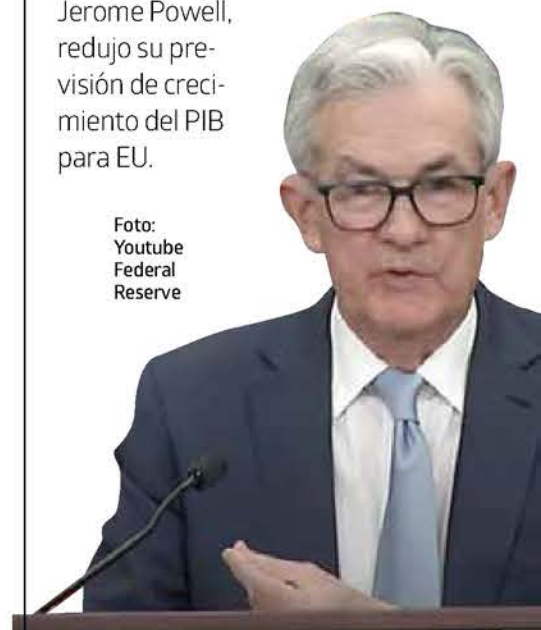 Jerome Powell,
redujo su pre-
visión de creci-
miento del PIB
para EU.
Foto:
Youtube
Federal
Reserve